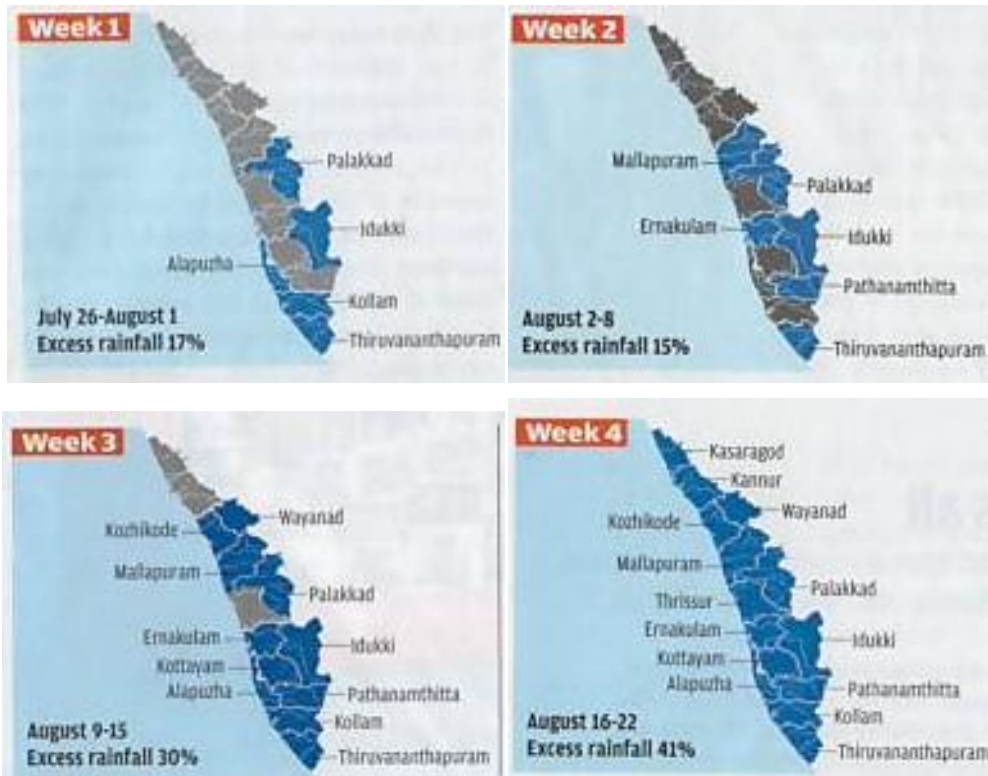 Week 1
Palakkad
Idukki
Alapuzha
Kollam
July 26-August 1
Excess rainfall 17%
Thiruvananthapuram
Week 2
Mallapuram
Palakkad
Ernakulam
Idukki
Pathanamthitta
August 2-8
Excess rainfall 15%
Thiruvananthapuram
Week 3
Wayanad
Kozhikode
Mallapuram
Palakkad
Ernakulam
Idukki
Kottayam
Alapuzha
Pathanamthitta
Kollam
August 9-15
Excess rainfall 30%
Thiruvananthapuram
Week 4
Kasaragod
Kannur
Wayanad
Kozhikode
Mallapuram
Palakkad
Thrissur
Ernakulam
Idukki
Kuttayam
Alapuzha
Pathanamthitta
Kollam
August 16-22
Excess rainfall 41%
Thiruvananthapuram